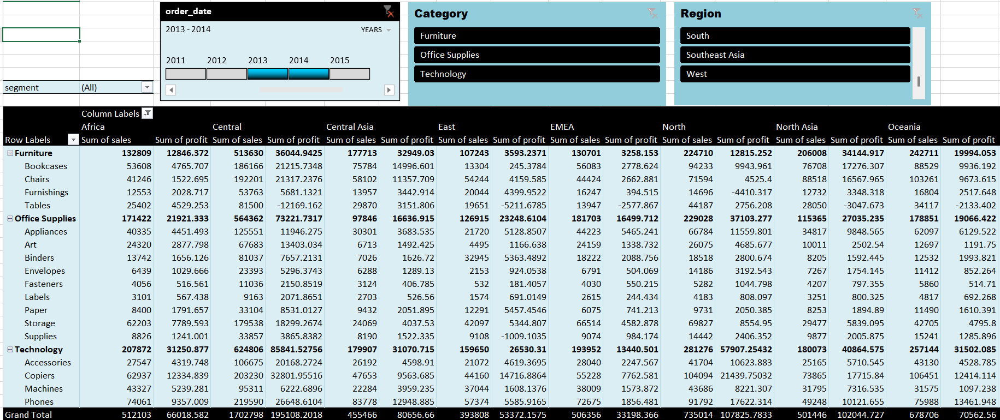 order_date
2013 - 2014 YEARS
2011 2012 2013 2014 2015
Category
Furniture
Office Supplies
Technology
Region
South
Southeast Asia
West
segment (All)
Column Labels
Africa Central Central Asia East EMEA North North Asia Oceania
Row Labels Sum of sales Sum of profit Sum of sales Sum of profit Sum of sales Sum of profit Sum of sales Sum of profit Sum of sales Sum of profit Sum of sales Sum of profit Sum of sales Sum of profit Sum of sales Sum of profit
Furniture 132809 12846.372 513630 36044.9425 177713 32949.03 107243 3593.2371 130701 3258.153 224710 12815.252 206008 34144.917 242711 19994.053
Bookcases 53608 4765.707 186166 21215.7348 75784 14996.601 13304 245.3784 56083 2778.624 94233 9943.961 76708 17276.307 88529 9936.192
Chairs 41246 1522.695 192201 21317.2376 58102 11357.709 54244 4159.585 44424 2662.881 71594 4525.4 88518 16567.965 103261 9673.615
Furnishings 12553 2028.717 53763 5681.1321 13957 3442.914 20044 4399.9522 16247 394.515 14696 -4410.317 12732 3348.318 16804 2517.648
Tables 25402 4529.253 81500 -12169.162 29870 3151.806 19651 -5211.6785 13947 -2577.867 44187 2756.208 28050 -3047.673 34117 -2133.402
Office Supplies 171422 21921.333 564362 73221.7317 97846 16636.915 126915 23248.6104 181703 16499.712 229028 37103.277 115365 27035.235 178851 19066.422
Appliances 40335 4451.493 125551 11946.275 30301 3683.535 21720 5128.8507 44223 5465.241 66784 11559.801 34817 9848.565 62097 6129.522
Art 24320 2877.798 67683 13403.034 6713 1492.425 4495 1166.638 24159 1338.732 26075 4685.677 10011 2502.54 12697 1191.75
Binders 13742 1656.126 81037 7657.2131 7026 1626.72 32945 5363.4892 18222 2088.756 18518 2800.674 8205 1592.445 12532 1993.821
Envelopes 6439 1029.666 23393 5296.3743 6288 1289.13 2153 924.0538 6791 504.069 14186 3192.543 7267 1754.145 11412 852.264
Fasteners 4056 516.561 11036 2150.8519 3124 406.785 532 181.4057 4030 550.215 5282 1044.798 4207 797.355 5860 514.71
Labels 3101 567.438 9163 2071.8651 2703 526.56 1574 691.0149 2615 244.434 4183 808.097 3251 800.325 4817 692.268
Paper 8400 1791.657 33104 8531.0127 9432 2051.895 12291 5457.4546 6075 741.213 9731 2050.385 8253 1894.89 11490 1610.391
Storage 62203 7789.593 179538 18299.2674 24069 4037.53 42097 5344.807 66514 4582.878 69827 8554.95 29477 5839.095 42705 4795.8
Supplies 8826 1241.001 33857 3865.8382 8190 1522.335 9108 -1009.1035 9074 984.174 14442 2406.352 9877 2005.875 15241 1285.896
Technology 207872 31250.877 624806 85841.52756 179907 31070.715 159650 26530.31 193952 13440.501 281276 57907.25432 180073 40864.575 257144 31502.085
Accessories 27547 4319.748 106675 20168.2724 26192 4598.91 21072 4619.3695 28040 2247.567 41704 10623.883 25165 5710.545 43130 4528.785
Copiers 62937 12334.839 203230 32801.95516 47653 9563.685 44160 14716.8864 55228 7762.581 104094 21439.75032 73865 17715.84 106451 12414.114
Machines 43327 5239.281 95311 6222.6896 22284 3959.235 37044 1608.1376 38009 1573.872 43686 8221.307 31795 7316.535 31575 1097.238
Phones 74061 9357.009 219590 26648.6104 83778 12948.885 57374 5585.9165 72675 1856.481 91792 17622.314 49248 10121.655 75988 13461.948
Grand Total 512103 66018.582 1702798 195108.2018 455466 80656.66 393808 53372.1575 506356 33198.366 735014 107825.7833 501446 102044.727 678706 70562.56